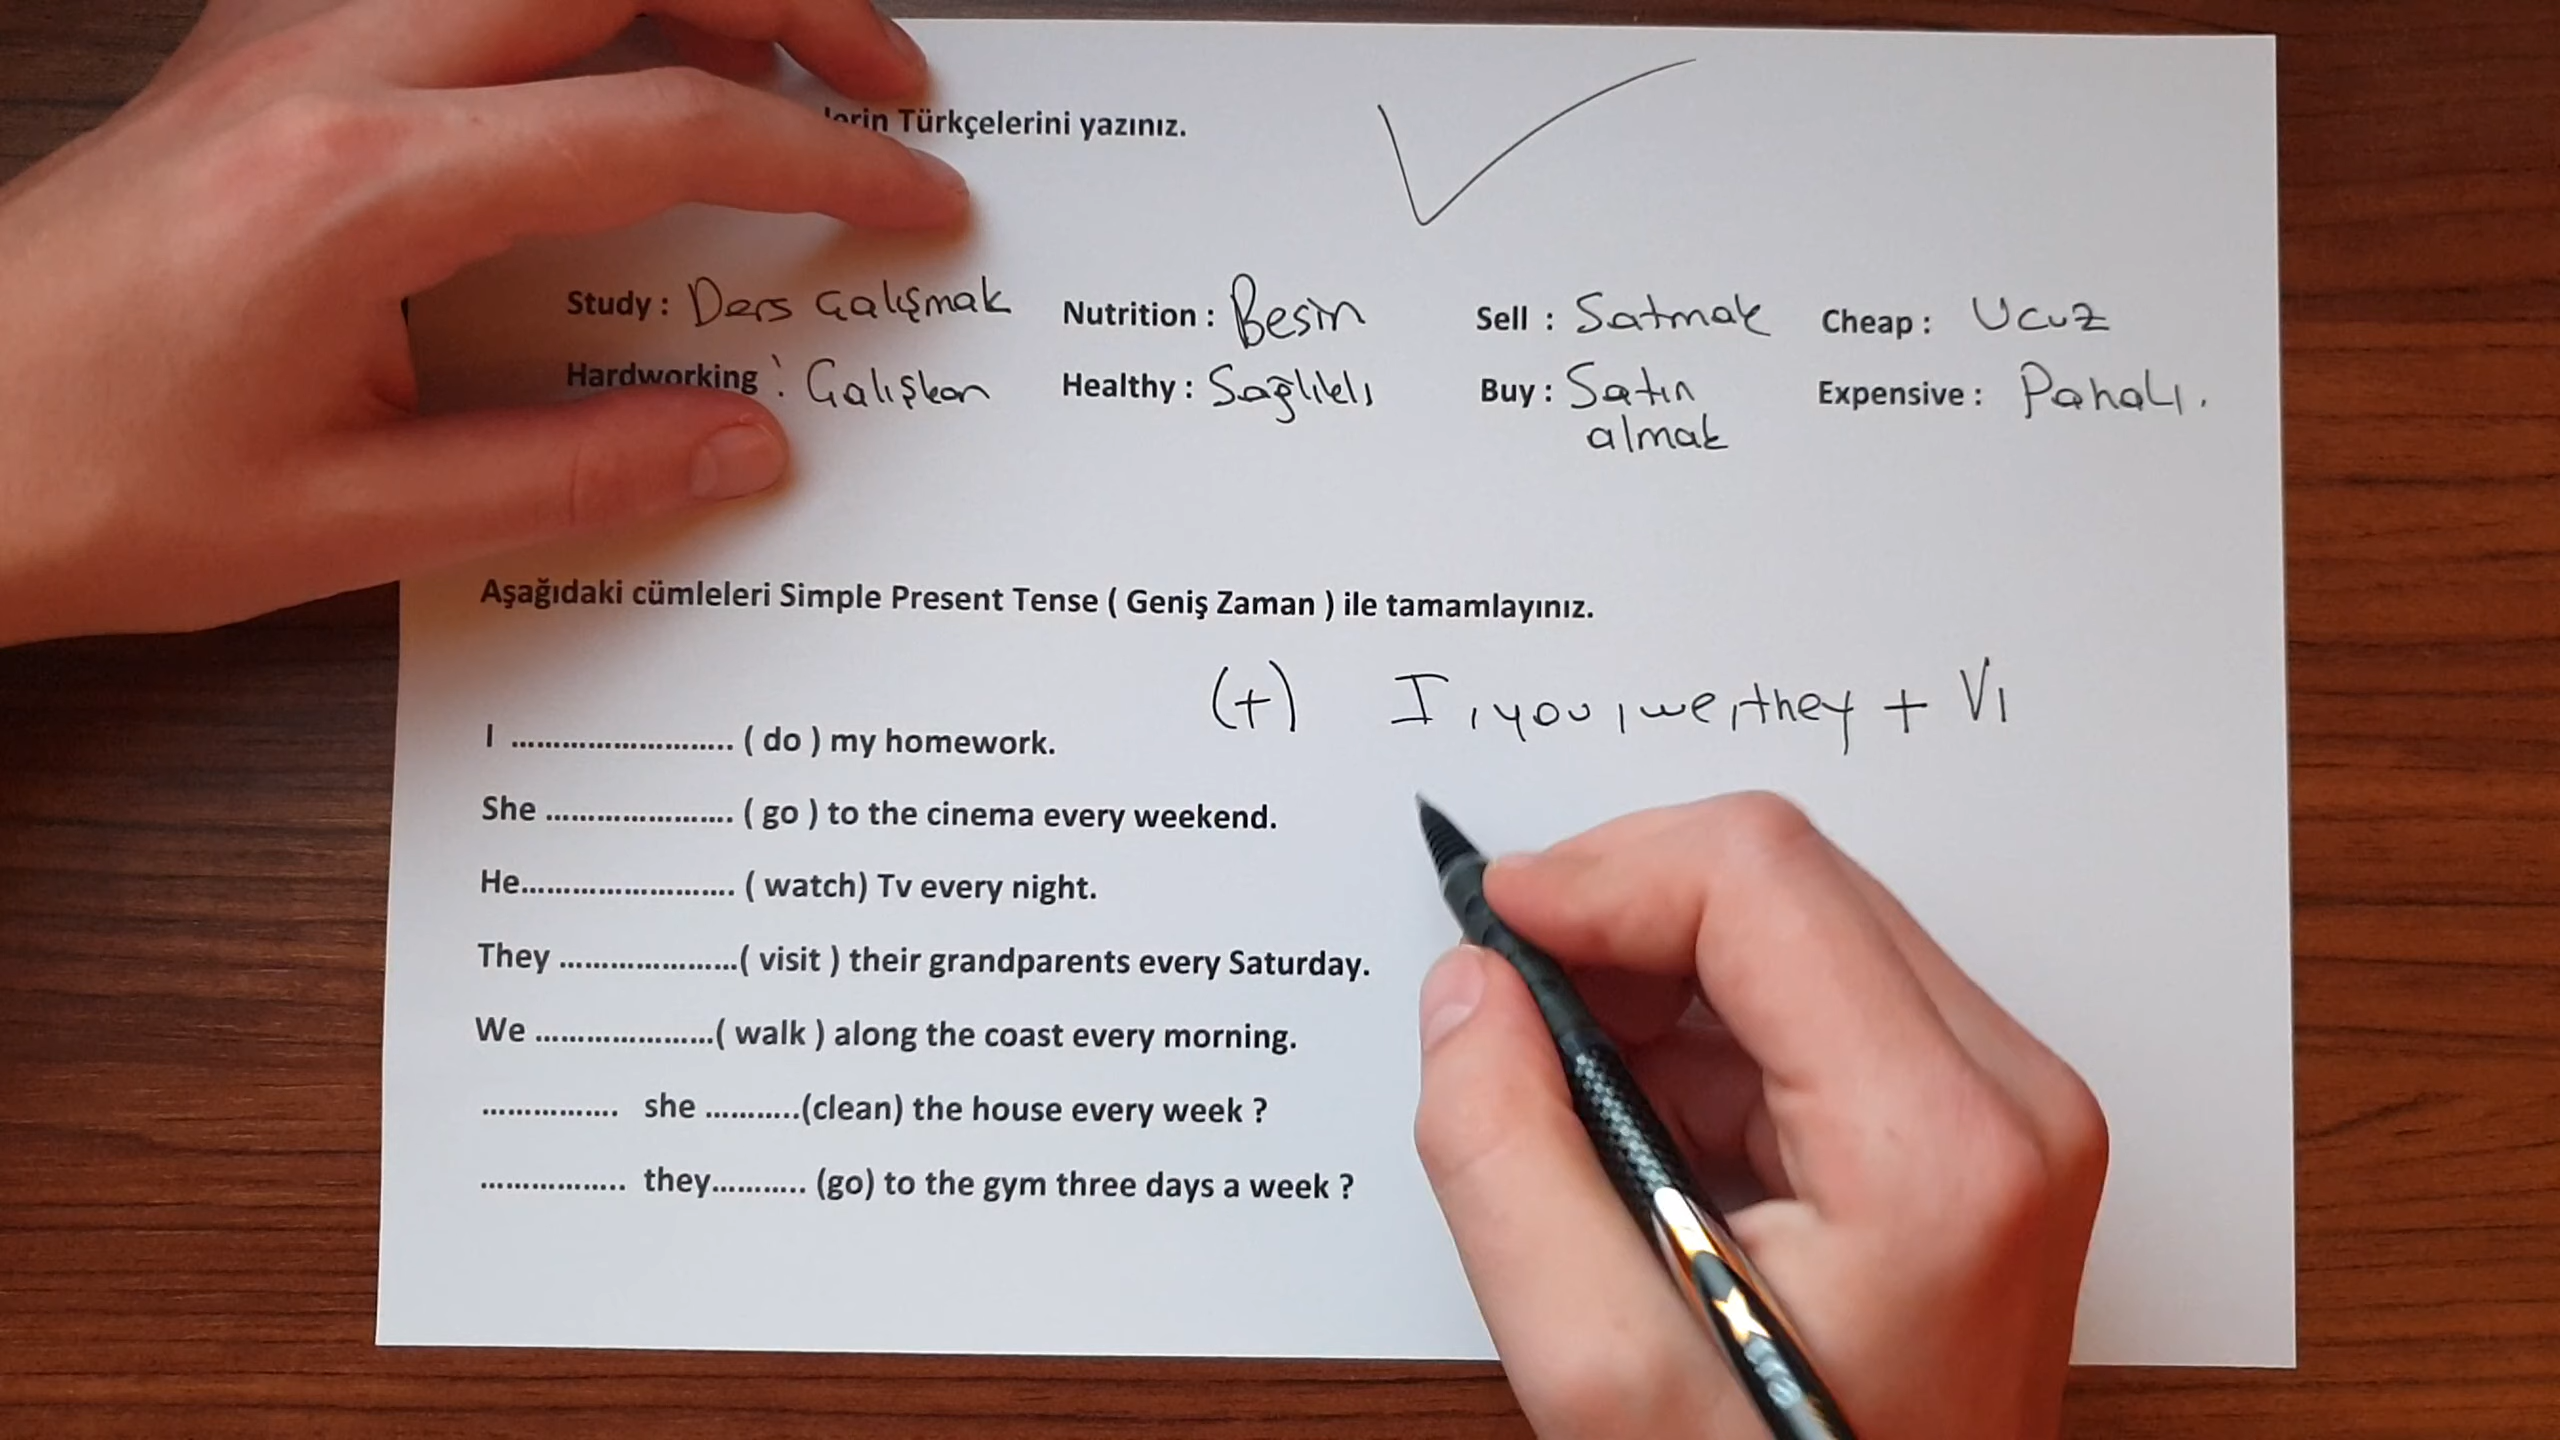 Türkçelerini yazınız.
Study : Ders Çalışmak Nutrition : Besin Sell : Satmak Cheap : Ucuz
Hardworking : Çalışkan Healthy : Sağlıklı Buy : Satın almak Expensive : Pahalı.
Aşağıdaki cümleleri Simple Present Tense ( Geniş Zaman ) ile tamamlayınız.
(+) I, you, we, they + V1
I ......................... ( do ) my homework.
She ...................... ( go ) to the cinema every weekend.
He......................... ( watch) Tv every night.
They .....................( visit ) their grandparents every Saturday.
We .....................( walk ) along the coast every morning.
................ she ...........(clean) the house every week ?
................. they........... (go) to the gym three days a week ?